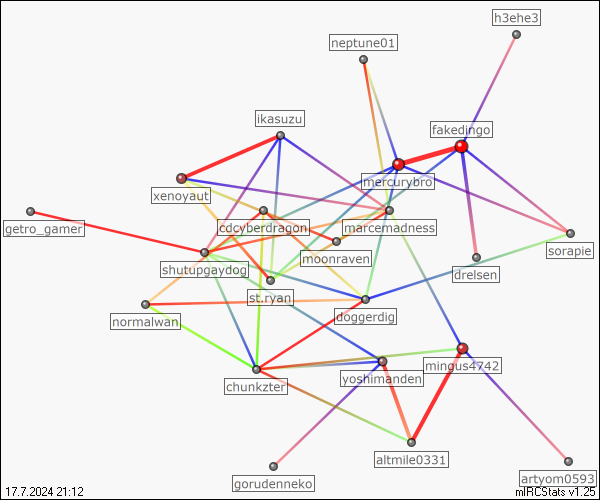 h3ehe3
neptune01
ikasuzu
fakedingo
xenoyaut
mercurybro
getro_gamer
cdcyberdragon
marcemadness
sorapie
moonraven
shutupgaydog
drelsen
st.ryan
normalwan
doggerdig
mingus4742
yoshimanden
chunkzter
altmile0331
gorudenneko
artyom0593
17.7.2024 21:12
mIRCStats v1.25